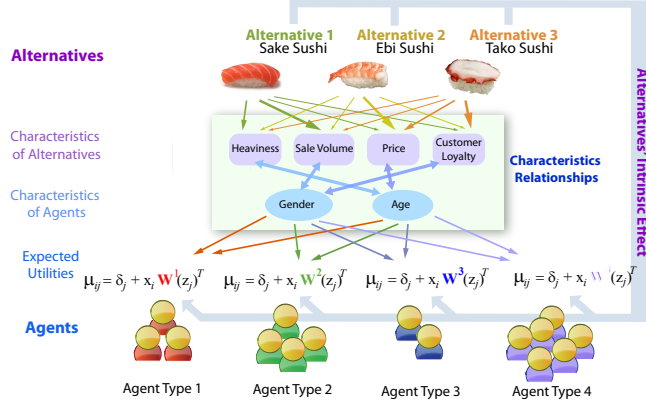 Alternative 1 Alternative 2 Alternative 3
Sake Sushi Ebi Sushi Tako Sushi
Alternatives
Characteristics
of Alternatives
Heaviness Sale Volume Price Customer
Loyalty
Characteristics
Relationships
Characteristics
of Agents
Gender Age
Alternatives' Intrinsic Effect
Expected
Utilities
μij = δj + xi W¹(zj)ᵀ μij = δj + xi W²(zj)ᵀ μij = δj + xi W³(zj)ᵀ μij = δj + xi (zj)ᵀ
Agents
Agent Type 1 Agent Type 2 Agent Type 3 Agent Type 4